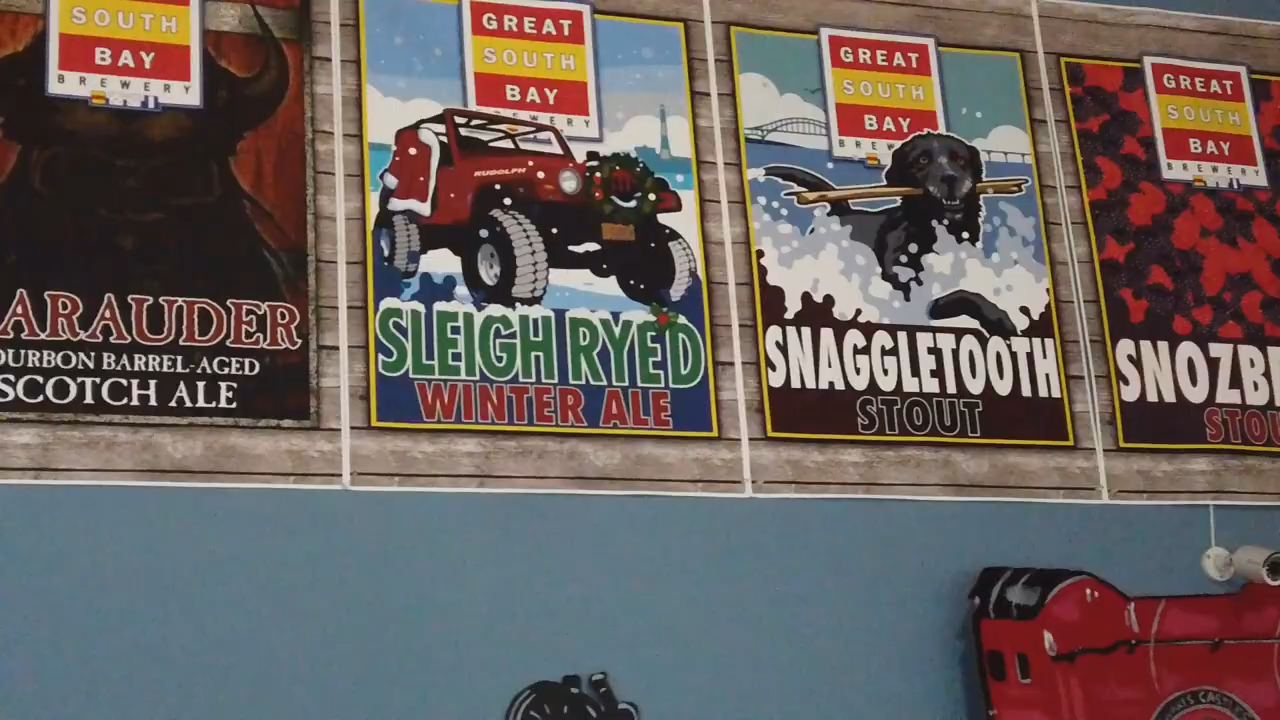 SOUTH
BAY
BREWERY
ARAUDER
OURBON BARREL-AGED
SCOTCH ALE
GREAT
SOUTH
BAY
RUDOLPH
SLEIGH RYED
WINTER ALE
GREAT
SOUTH
BAY
BREW
SNAGGLETOOTH
STOUT
GREAT
SOUTH
BAY
BREWERY
SNOZB
STOU